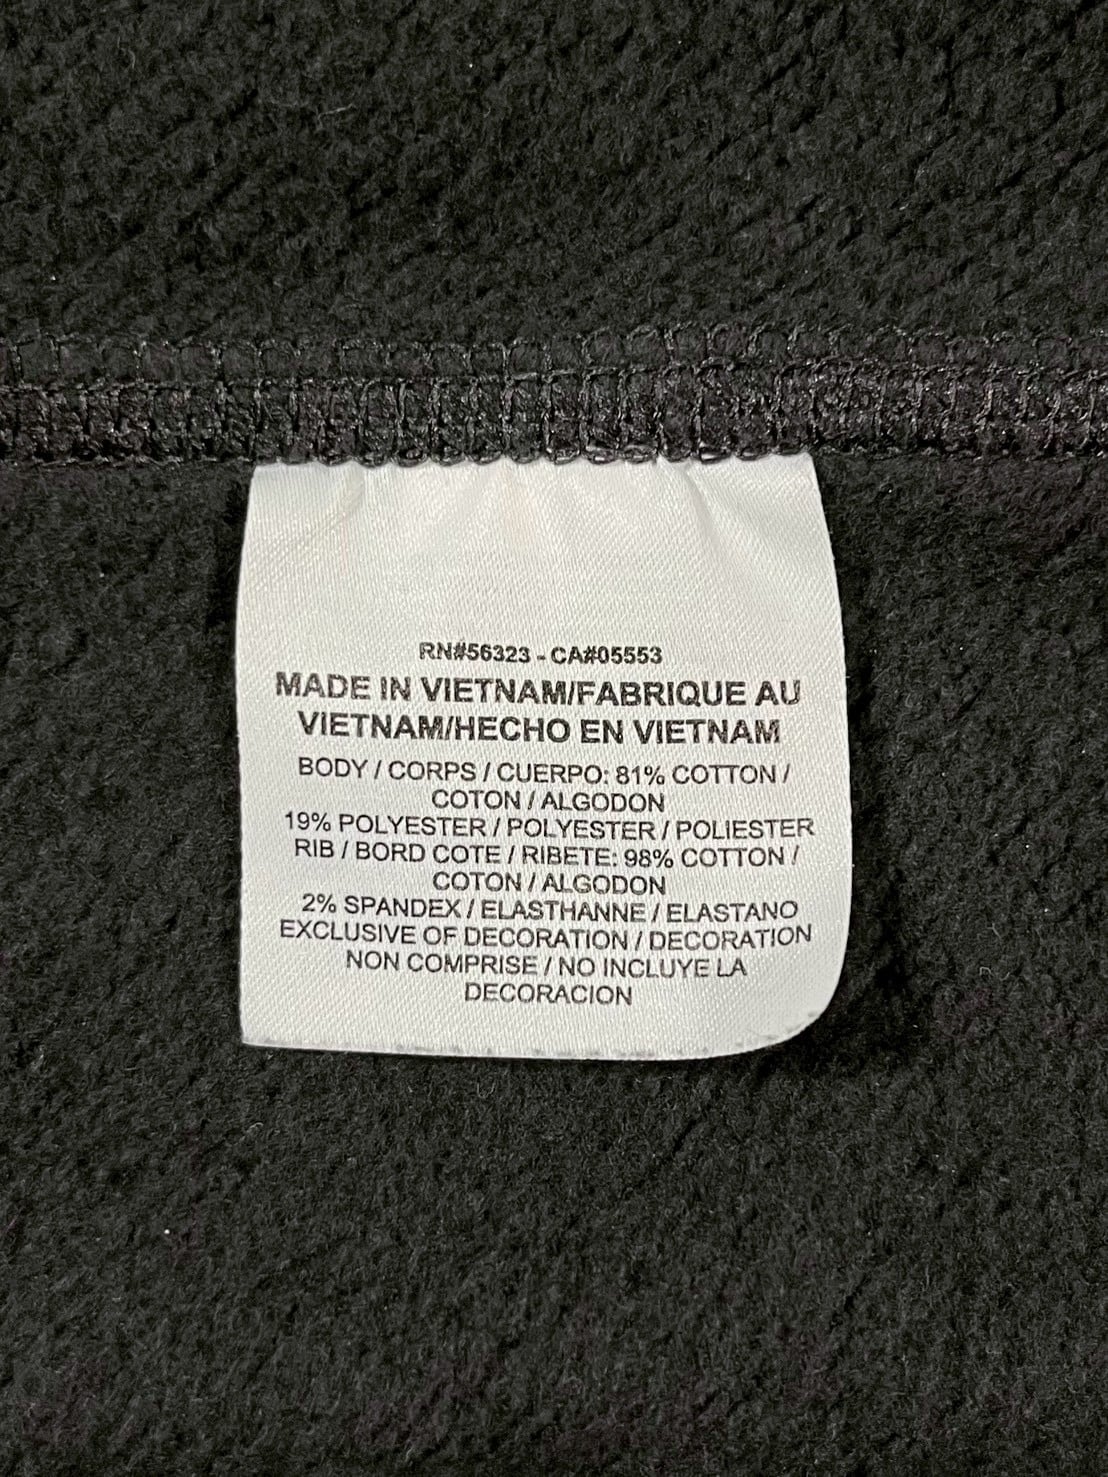 RN#56323 - CA#05553
MADE IN VIETNAM/FABRIQUE AU
VIETNAM/HECHO EN VIETNAM
BODY / CORPS / CUERPO: 81% COTTON /
COTON / ALGODON
19% POLYESTER / POLYESTER / POLIESTER
RIB / BORD COTE / RIBETE: 98% COTTON /
COTON / ALGODON
2% SPANDEX / ELASTHANNE / ELASTANO
EXCLUSIVE OF DECORATION / DECORATION
NON COMPRISE / NO INCLUYE LA
DECORACION